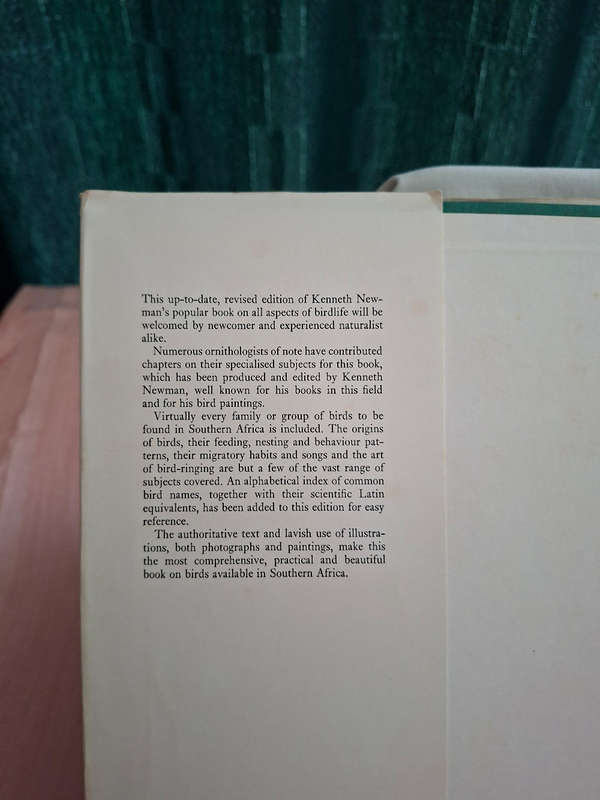 This up-to-date, revised edition of Kenneth New-
man's popular book on all aspects of birdlife will be
welcomed by newcomer and experienced naturalist
alike.
Numerous ornithologists of note have contributed
chapters on their specialised subjects for this book,
which has been produced and edited by Kenneth
Newman, well known for his books in this field
and for his bird paintings.
Virtually every family or group of birds to be
found in Southern Africa is included. The origins
of birds, their feeding, nesting and behaviour pat-
terns, their migratory habits and songs and the art
of bird-ringing are but a few of the vast range of
subjects covered. An alphabetical index of common
bird names, together with their scientific Latin
equivalents, has been added to this edition for easy
reference.
The authoritative text and lavish use of illustra-
tions, both photographs and paintings, make this
the most comprehensive, practical and beautiful
book on birds available in Southern Africa.